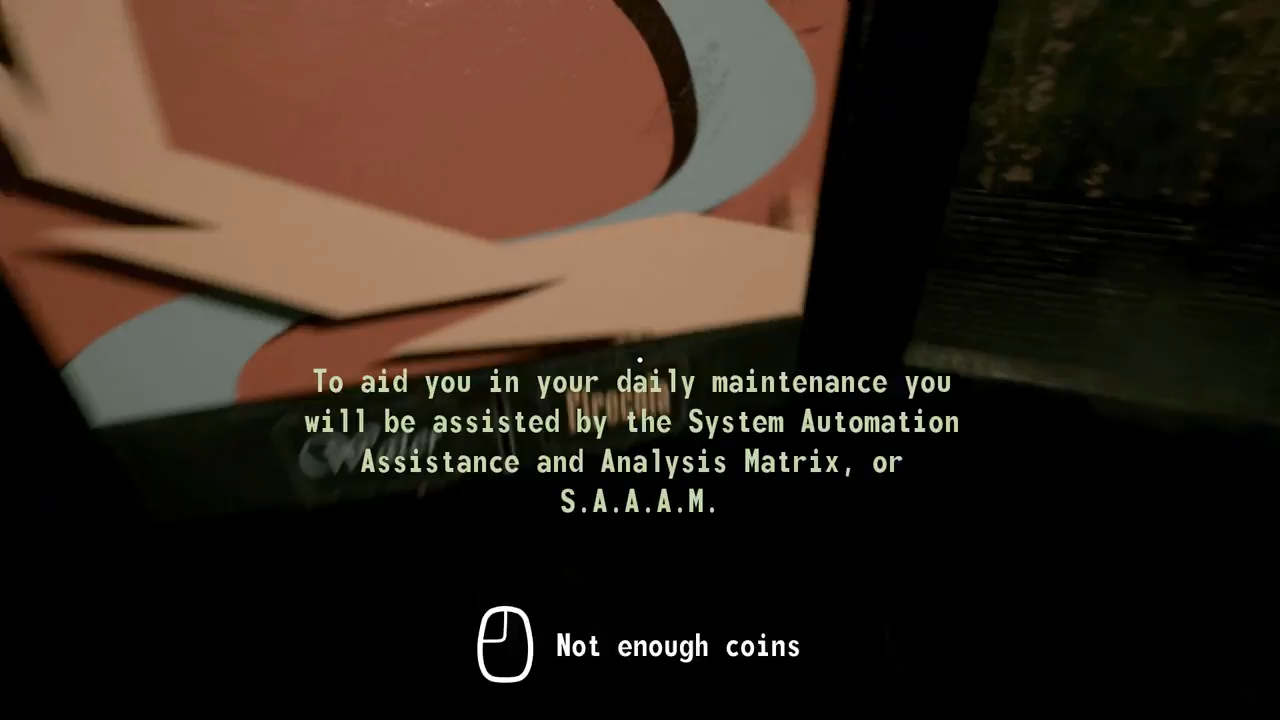 To aid you in your daily maintenance you
will be assisted by the System Automation
Assistance and Analysis Matrix, or
S.A.A.A.M.
Not enough coins